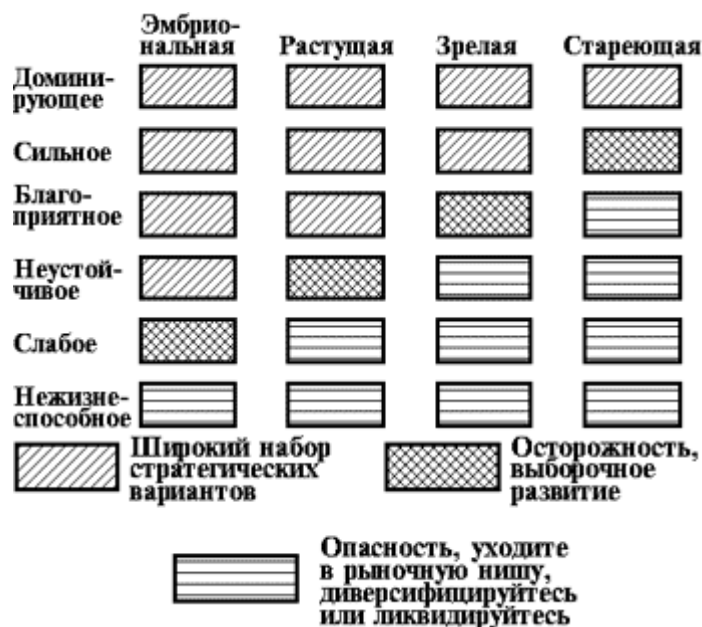 Эмбрио-
нальная
Растущая
Зрелая
Стареющая
Домини-
рующее
Сильное
Благо-
приятное
Неустой-
чивое
Слабое
Нежизне-
способное
Широкий набор
стратегических
вариантов
Осторожность,
выборочное
развитие
Опасность, уходите
в рыночную нишу,
диверсифицируйтесь
или ликвидируйтесь